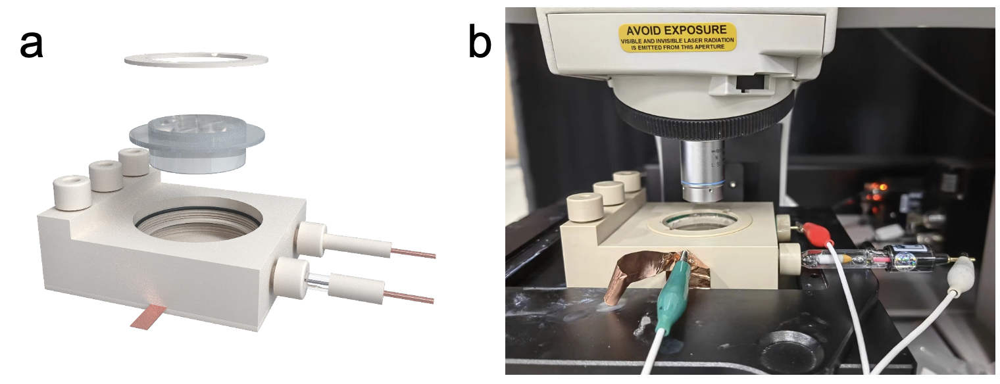 a
b
AVOID EXPOSURE
VISIBLE AND INVISIBLE LASER RADIATION
IS EMITTED FROM THIS APERTURE